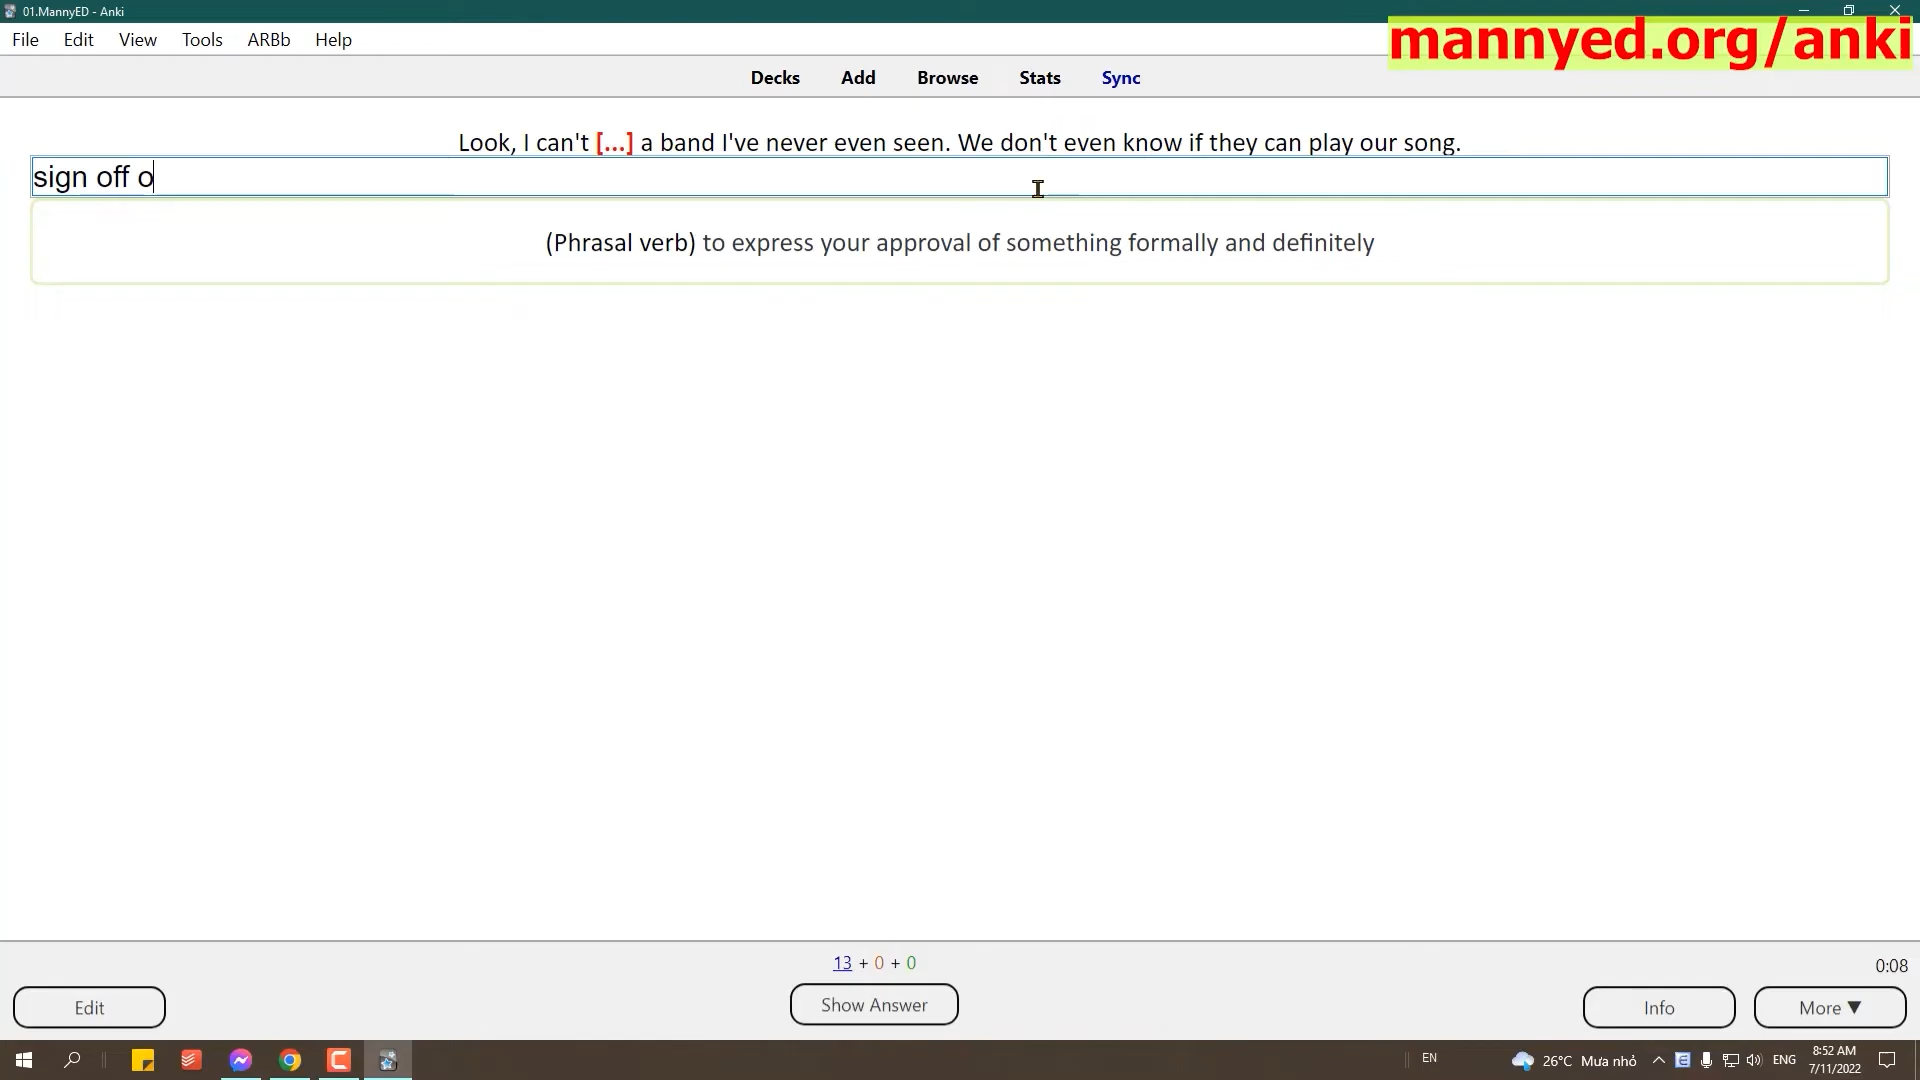 01.MannyED - Anki
mannyed.org/anki
File Edit View Tools ARBb Help
Decks Add Browse Stats Sync
Look, I can't [...] a band I've never even seen. We don't even know if they can play our song.
sign off o
(Phrasal verb) to express your approval of something formally and definitely
13 + 0 + 0
0:08
Edit Show Answer Info More ▼
EN 26°C Mưa nhỏ ENG 8:52 AM
7/11/2022